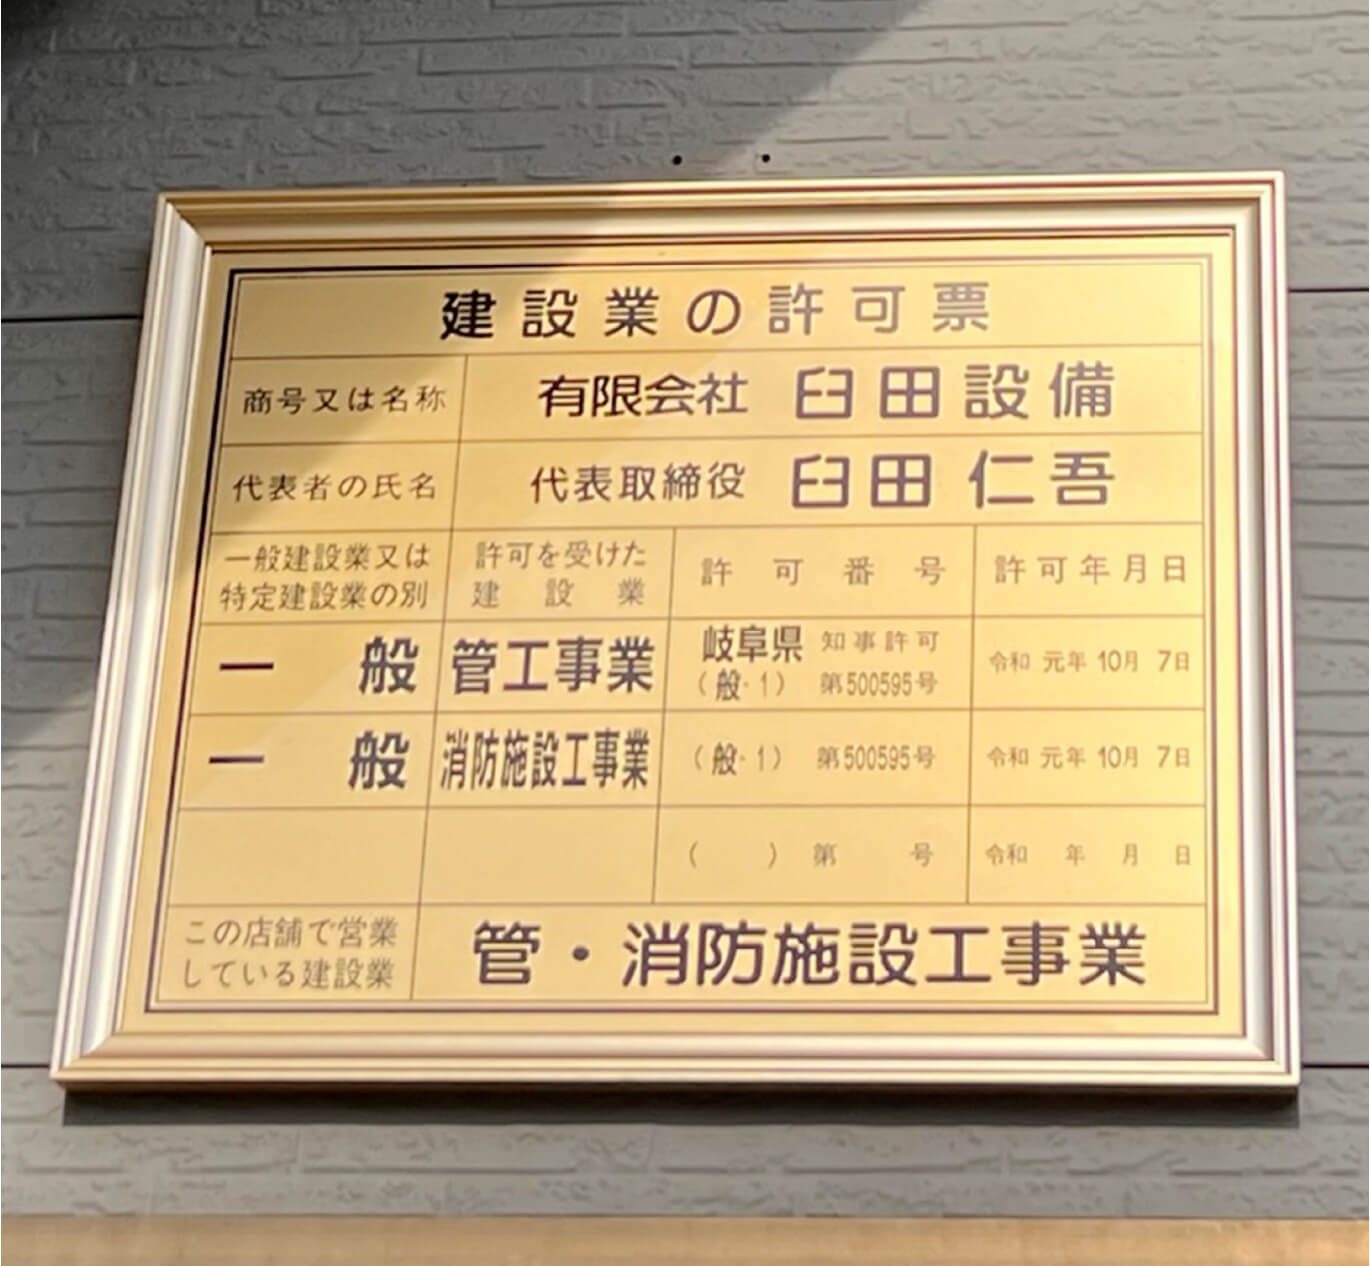 建設業の許可票
商号又は名称 有限会社 臼田設備
代表者の氏名 代表取締役 臼田 仁吾
一般建設業又は
特定建設業の別
許可を受けた
建設業
許可番号
許可年月日
一般 管工事業 岐阜県 知事許可
(般-1) 第500595号 令和 元年 10月 7日
一般 消防施設工事業 (般-1) 第500595号 令和 元年 10月 7日
( ) 第 号 令和 年 月 日
この店舗で営業
している建設業
管・消防施設工事業